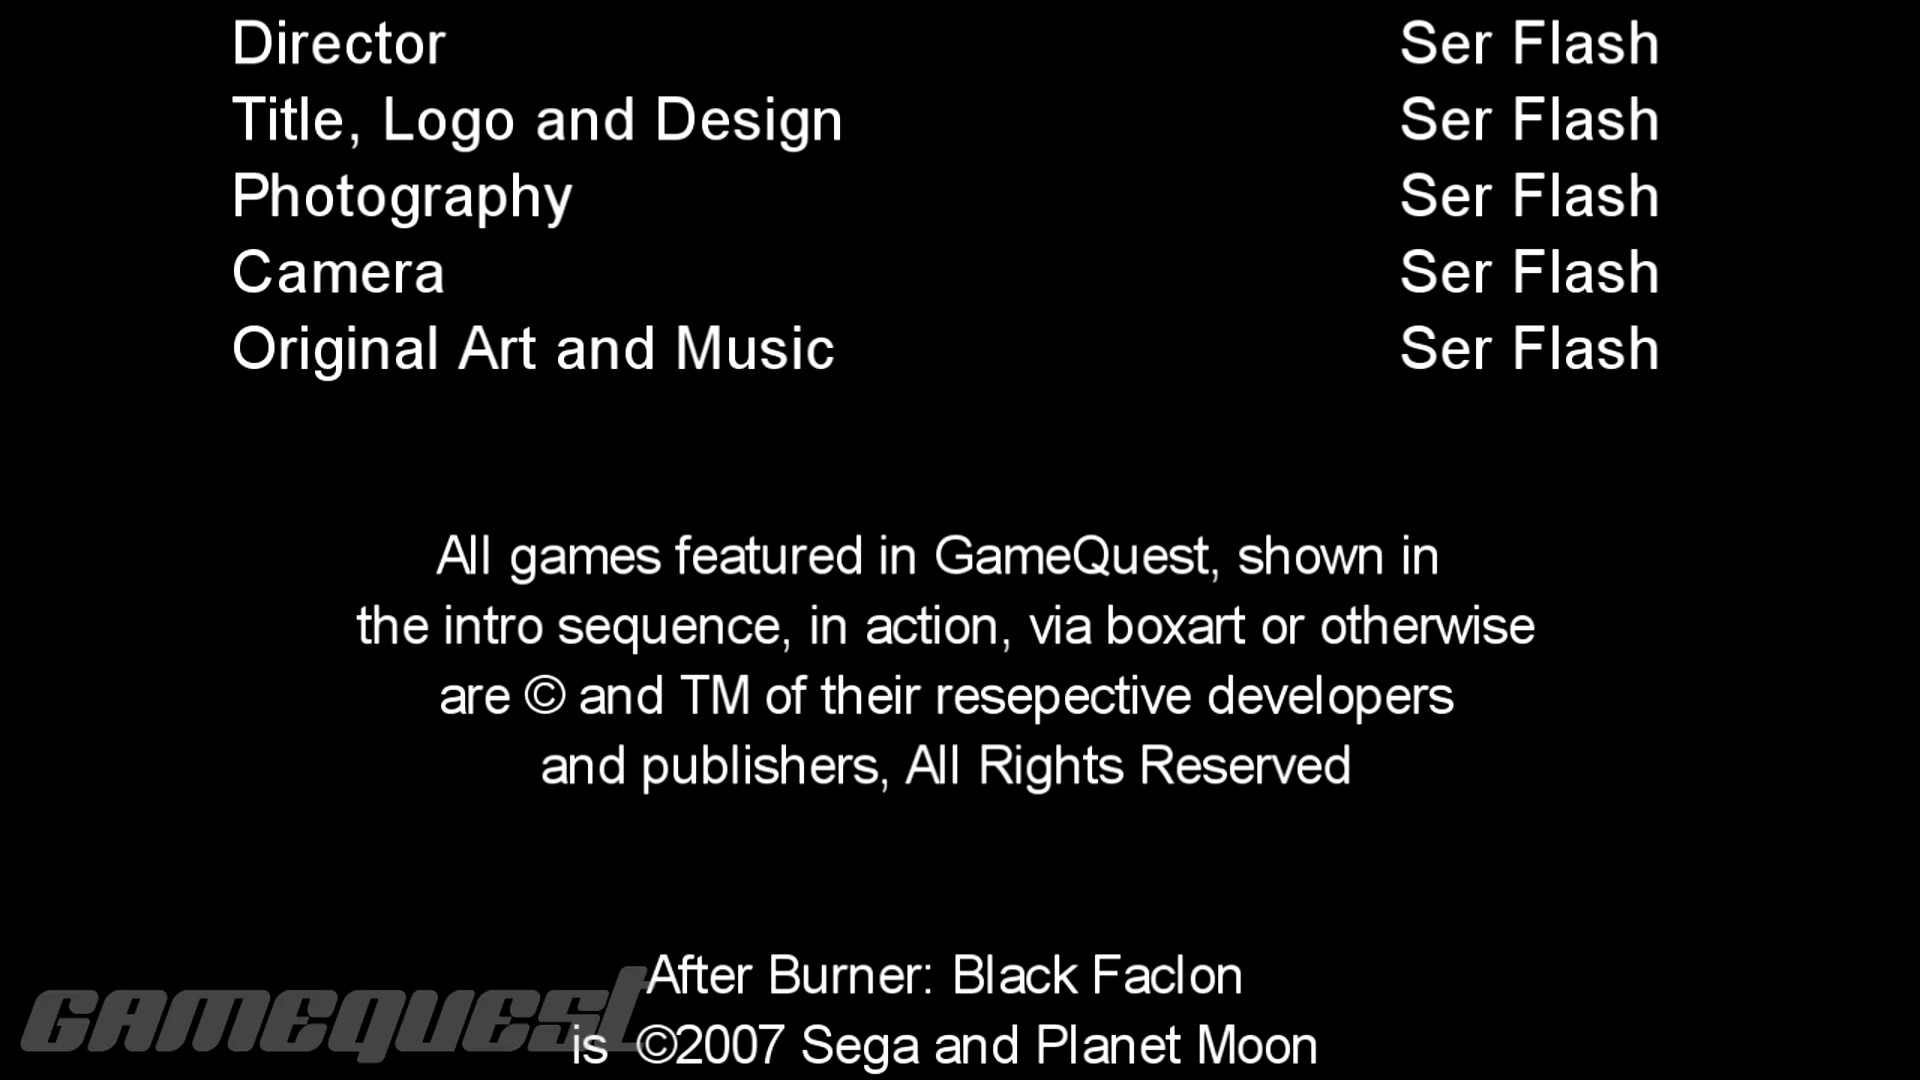 Director Ser Flash
Title, Logo and Design Ser Flash
Photography Ser Flash
Camera Ser Flash
Original Art and Music Ser Flash
All games featured in GameQuest, shown in
the intro sequence, in action, via boxart or otherwise
are © and TM of their resepective developers
and publishers, All Rights Reserved
After Burner: Black Faclon
is ©2007 Sega and Planet Moon
GAMEQUEST